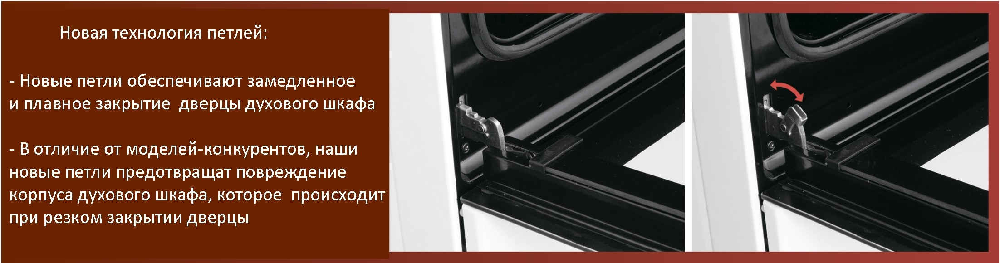 Новая технология петлей:
- Новые петли обеспечивают замедленное
и плавное закрытие дверцы духового шкафа
- В отличие от моделей-конкурентов, наши
новые петли предотвращат повреждение
корпуса духового шкафа, которое происходит
при резком закрытии дверцы